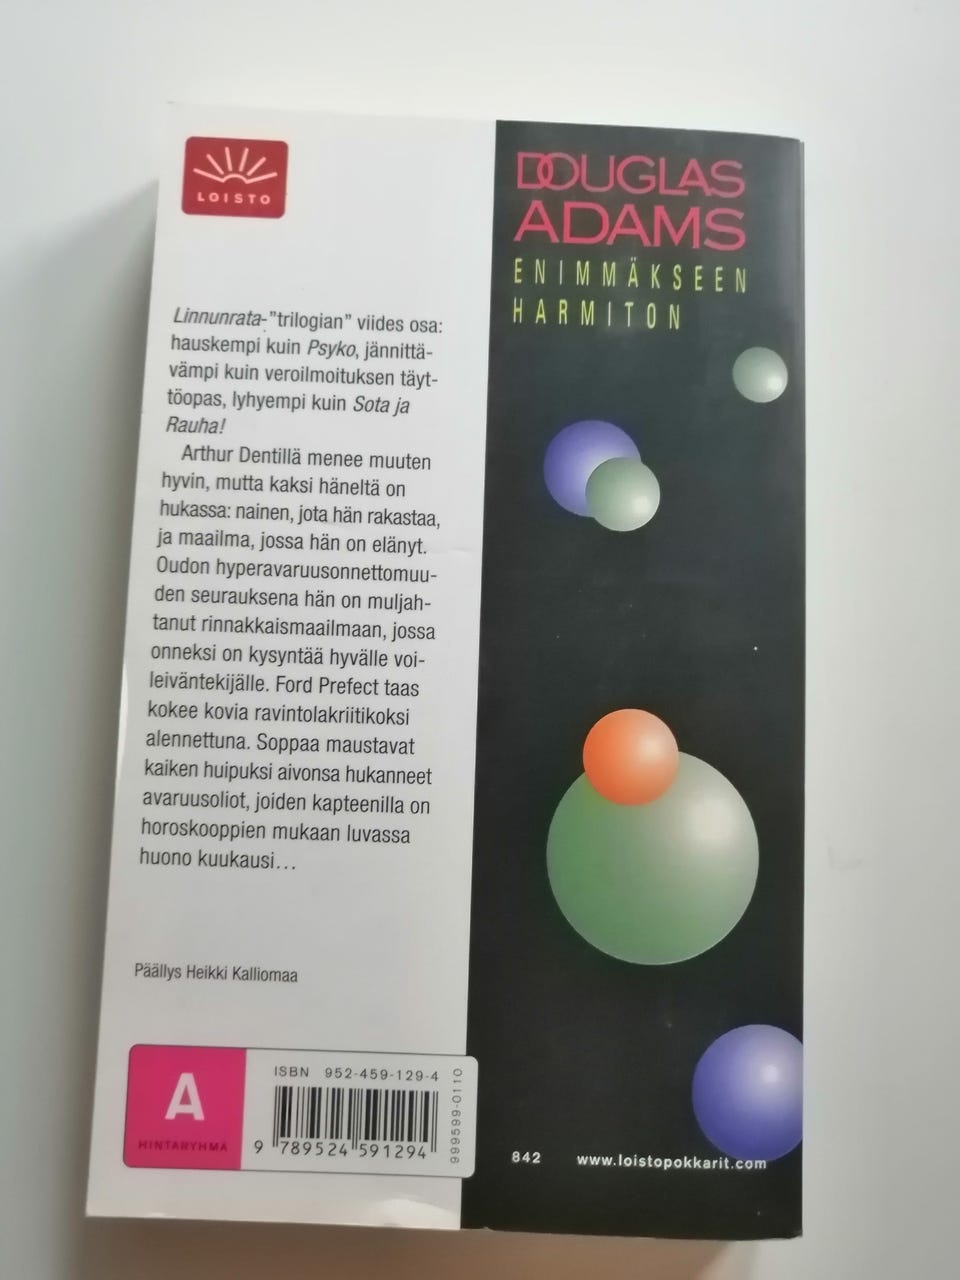 LOISTO
Linnunrata-"trilogian" viides osa:
hauskempi kuin Psyko, jännittä-
vämpi kuin veroilmoituksen täyt-
töopas, lyhyempi kuin Sota ja
Rauha!
Arthur Dentillä menee muuten
hyvin, mutta kaksi häneltä on
hukassa: nainen, jota hän rakastaa,
ja maailma, jossa hän on elänyt.
Oudon hyperavaruusonnettomuu-
den seurauksena hän on muljah-
tanut rinnakkaismaailmaan, jossa
onneksi on kysyntää hyvälle voi-
leiväntekijälle. Ford Prefect taas
kokee kovia ravintolakriitikoksi
alennettuna. Soppaa maustavat
kaiken huipuksi aivonsa hukanneet
avaruusoliot, joiden kapteenilla on
horoskooppien mukaan luvassa
huono kuukausi...
Päällys Heikki Kalliomaa
A
HINTARYHMÄ
ISBN 952-459-129-4
9 789524 591294
999599-0110
DOUGLAS
ADAMS
ENIMMÄKSEEN
HARMITON
842 www.loistopokkarit.com